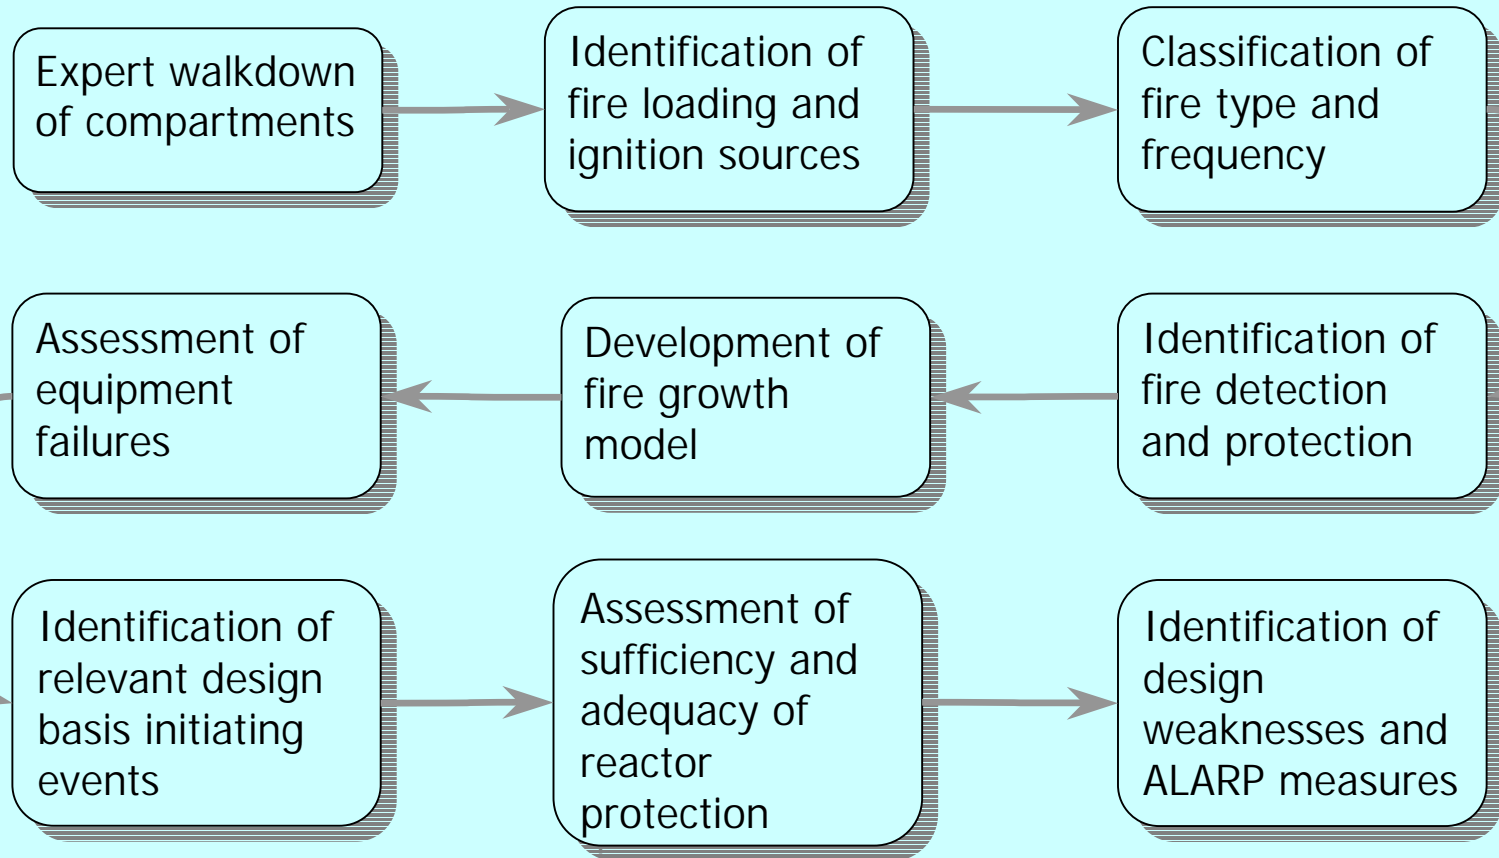 Expert walkdown
of compartments
Identification of
fire loading and
ignition sources
Classification of
fire type and
frequency
Assessment of
equipment
failures
Development of
fire growth
model
Identification of
fire detection
and protection
Identification of
relevant design
basis initiating
events
Assessment of
sufficiency and
adequacy of
reactor
protection
Identification of
design
weaknesses and
ALARP measures